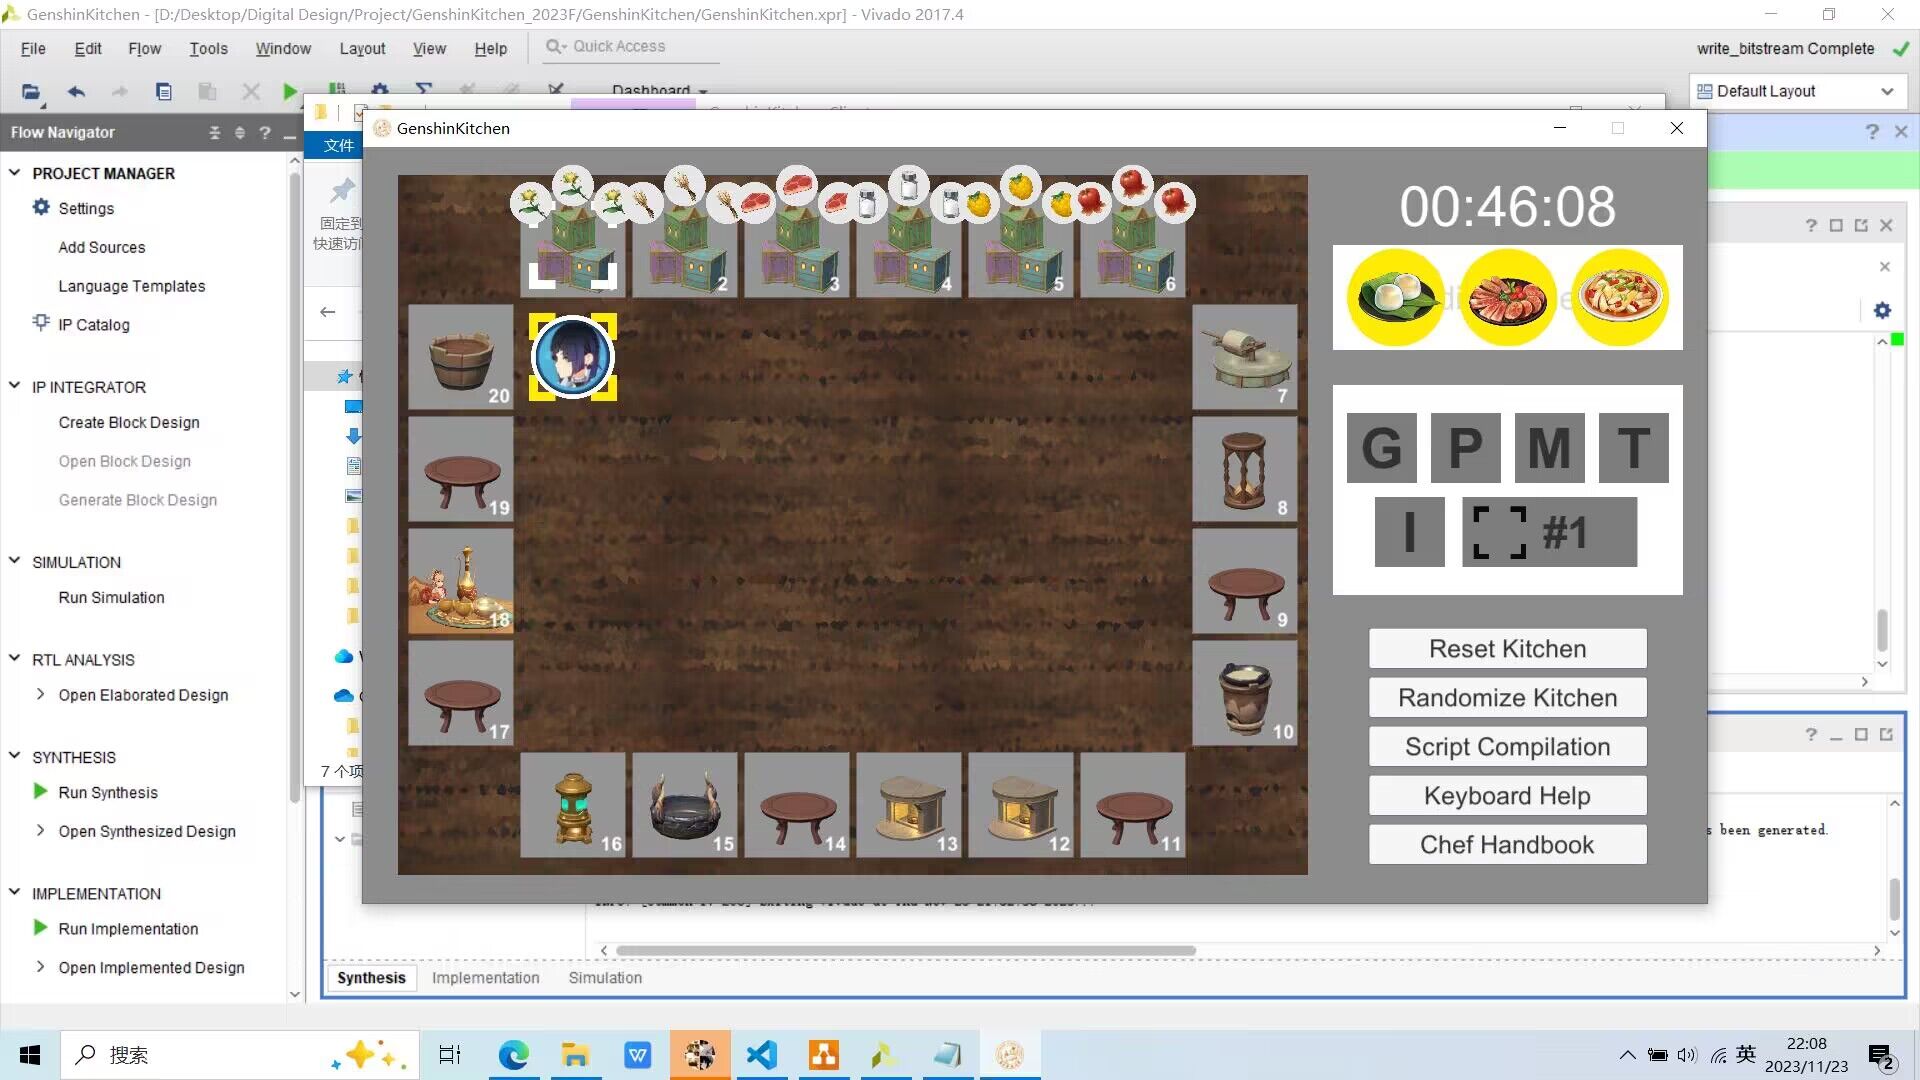 GenshinKitchen - [D:/Desktop/Digital Design/Project/GenshinKitchen_2023F/GenshinKitchen/GenshinKitchen.xpr] - Vivado 2017.4
File Edit Flow Tools Window Layout View Help Quick Access
write_bitstream Complete
Dashboard
Default Layout
Flow Navigator
PROJECT MANAGER
Settings
Add Sources
Language Templates
IP Catalog
IP INTEGRATOR
Create Block Design
Open Block Design
Generate Block Design
SIMULATION
Run Simulation
RTL ANALYSIS
Open Elaborated Design
SYNTHESIS
Run Synthesis
Open Synthesized Design
IMPLEMENTATION
Run Implementation
Open Implemented Design
文件
固定到
快速访问
7 个项
GenshinKitchen
2
3
4
5
6
20
7
19
8
18
9
17
10
16
15
14
13
12
11
00:46:08
G P M T
I #1
Reset Kitchen
Randomize Kitchen
Script Compilation
Keyboard Help
Chef Handbook
s been generated.
Synthesis Implementation Simulation
搜索
英
22:08
2023/11/23
2